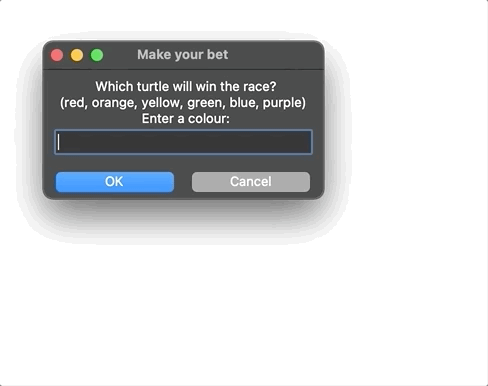 Make your bet
Which turtle will win the race?
(red, orange, yellow, green, blue, purple)
Enter a colour:
OK
Cancel